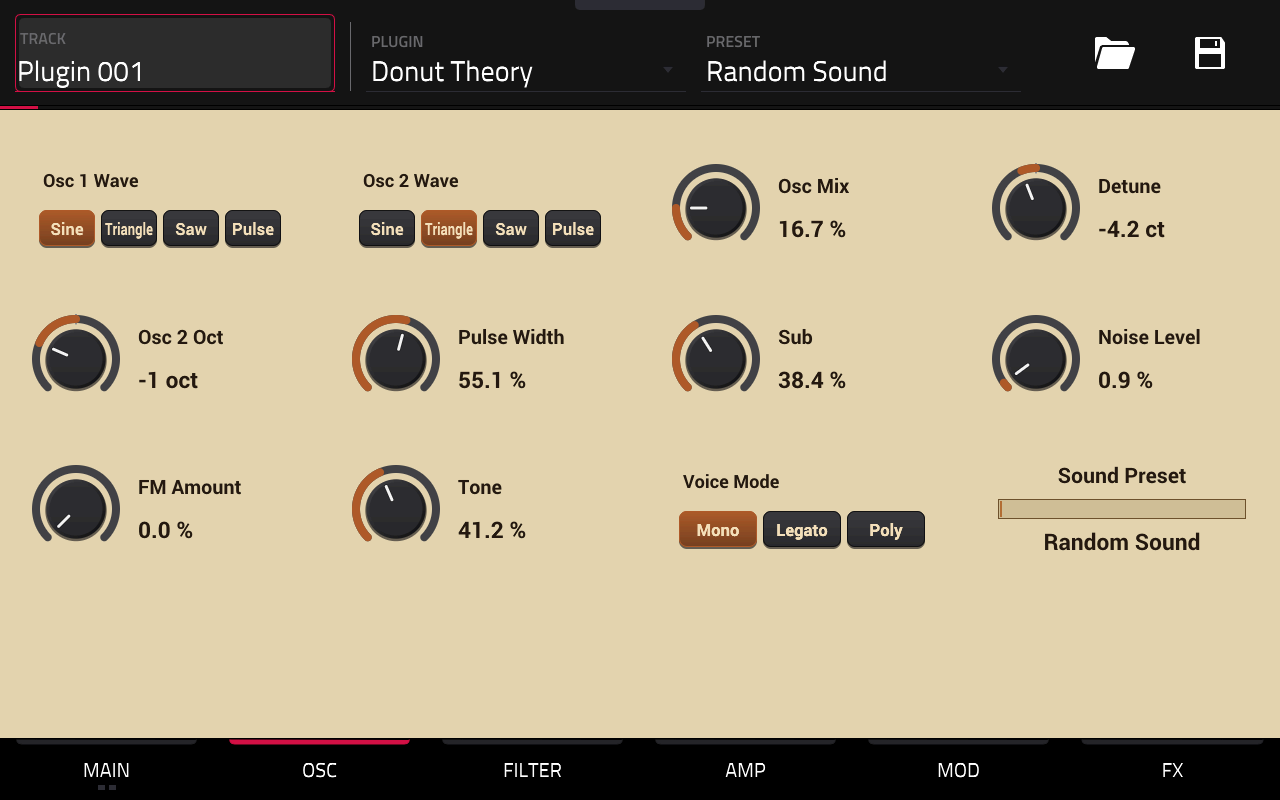 TRACK
Plugin 001
PLUGIN
Donut Theory
PRESET
Random Sound
Osc 1 Wave
Sine Triangle Saw Pulse
Osc 2 Wave
Sine Triangle Saw Pulse
Osc Mix
16.7 %
Detune
-4.2 ct
Osc 2 Oct
-1 oct
Pulse Width
55.1 %
Sub
38.4 %
Noise Level
0.9 %
FM Amount
0.0 %
Tone
41.2 %
Voice Mode
Mono Legato Poly
Sound Preset
Random Sound
MAIN OSC FILTER AMP MOD FX